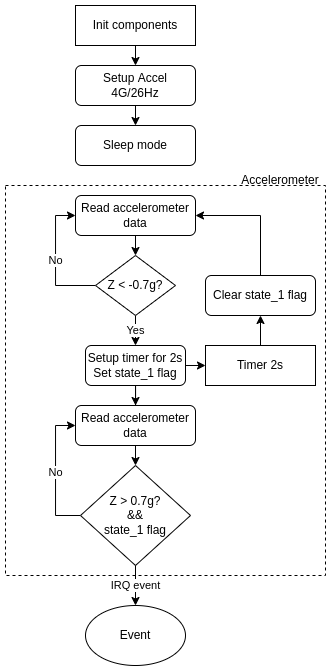 Init components
Setup Accel
4G/26Hz
Sleep mode
Accelerometer
Read accelerometer
data
No
Z < -0.7g?
Clear state_1 flag
Yes
Setup timer for 2s
Set state_1 flag
Timer 2s
Read accelerometer
data
No
Z > 0.7g?
&&
state_1 flag
IRQ event
Event